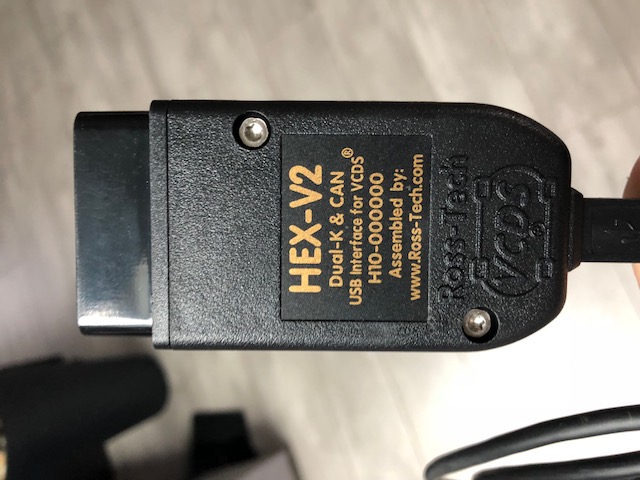 HEX-V2
Dual-K & CAN
USB Interface for VCDS®
H10-000000
Assembled by:
www.Ross-Tech.com
Ross-Tech
VCDS®